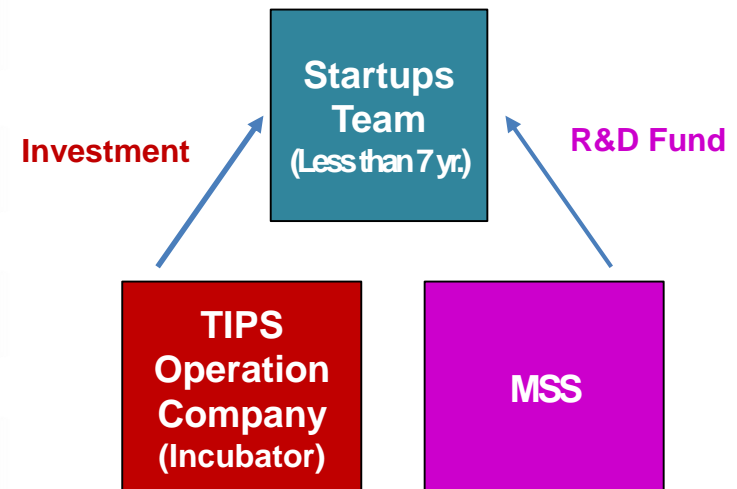 Startups
Team
(Less than 7 yr.)
Investment
R&D Fund
TIPS
Operation
Company
(Incubator)
MSS